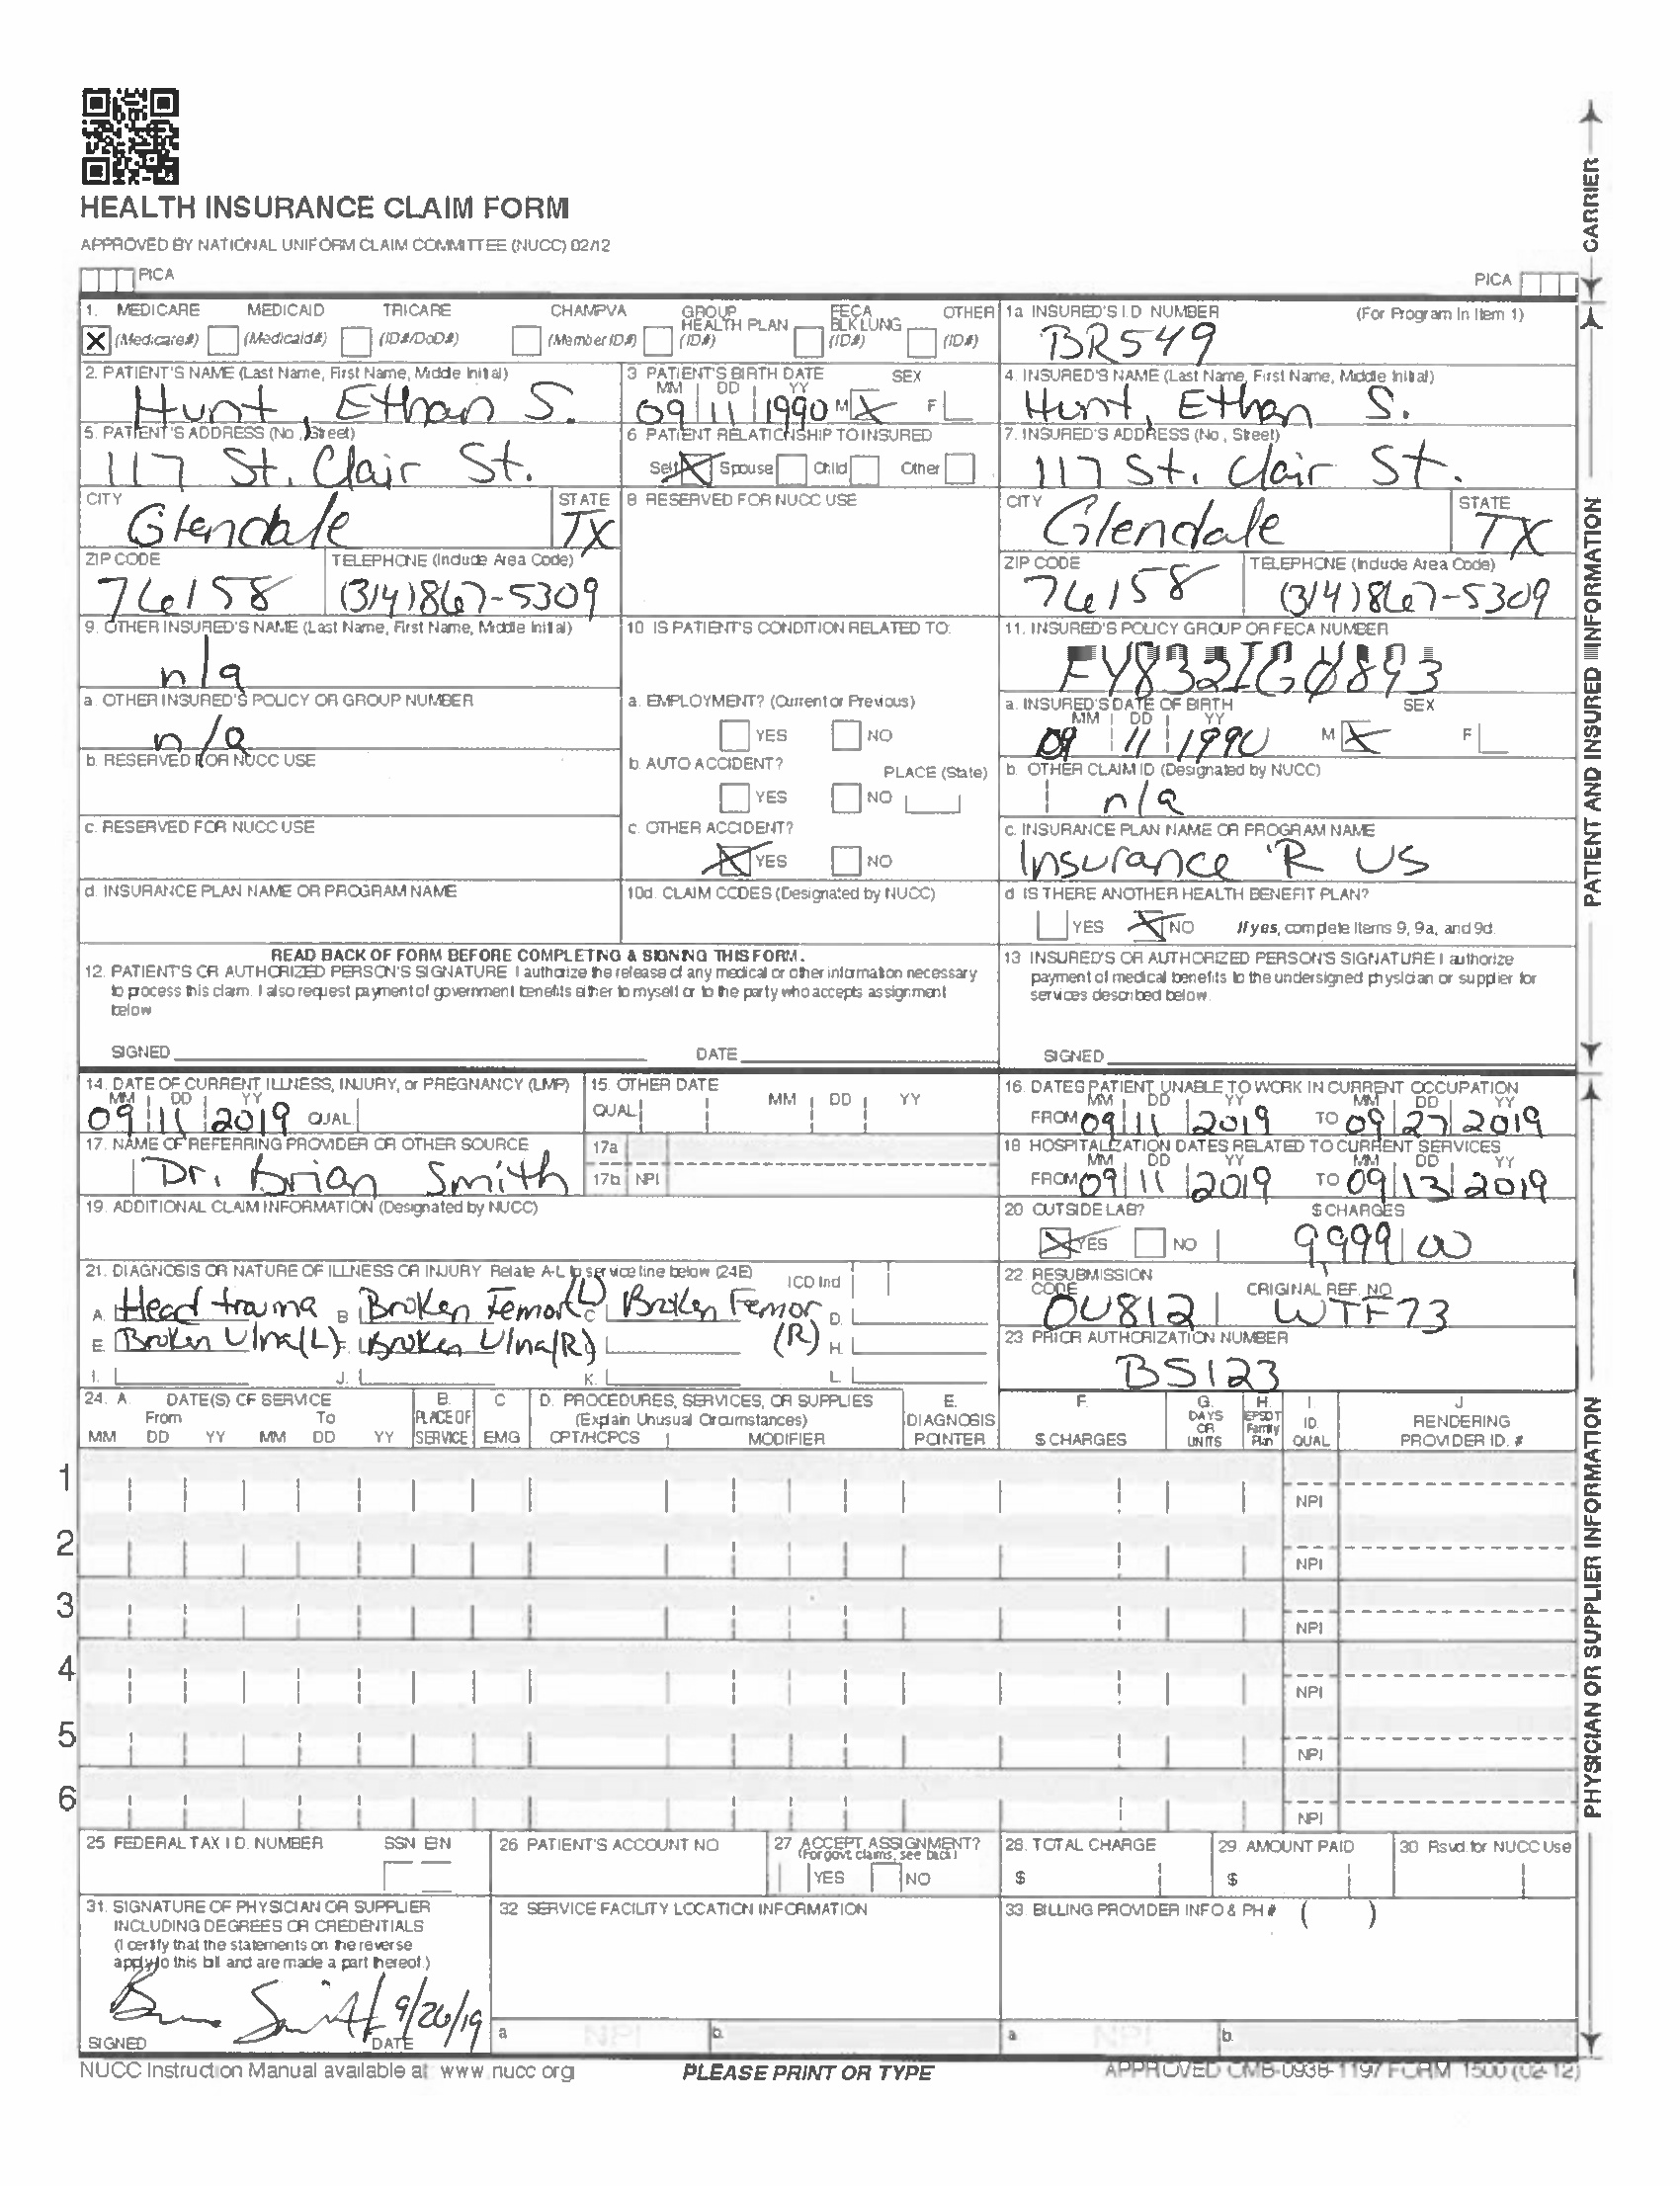 HEALTH INSURANCE CLAIM FORM
APPROVED BY NATIONAL UNIFORM CLAIM COMMITTEE (NUCC) 02/12
PICA
PICA
CARRIER
1. MEDICARE MEDICAID TRICARE CHAMPVA GROUP HEALTH PLAN FECA BLK LUNG OTHER
X (Medicare#) (Medicaid#) (ID#/DoD#) (Member ID#) (ID#) (ID#) (ID#)
1a INSURED'S I.D NUMBER (For Program In Item 1)
BR549
2. PATIENT'S NAME (Last Name, First Name, Middle Initial)
Hunt, Ethan S.
3 PATIENT'S BIRTH DATE SEX
MM DD YY
09 11 1990 M X F
4. INSURED'S NAME (Last Name, First Name, Middle Initial)
Hunt, Ethan S.
5. PATIENT'S ADDRESS (No, Street)
117 St. Clair St.
6 PATIENT RELATIONSHIP TO INSURED
Self X Spouse Child Other
7. INSURED'S ADDRESS (No, Street)
117 St. Clair St.
CITY STATE
Glendale TX
8 RESERVED FOR NUCC USE
CITY STATE
Glendale TX
ZIP CODE TELEPHONE (Include Area Code)
76158 (314)867-5309
ZIP CODE TELEPHONE (Include Area Code)
76158 (314)867-5309
9. OTHER INSURED'S NAME (Last Name, First Name, Middle Initial)
n/a
10 IS PATIENT'S CONDITION RELATED TO:
11. INSURED'S POLICY GROUP OR FECA NUMBER
FY832IGØ893
a. OTHER INSURED'S POLICY OR GROUP NUMBER
n/a
a. EMPLOYMENT? (Current or Previous)
YES NO
a. INSURED'S DATE OF BIRTH SEX
MM DD YY
09 11 1990 M X F
b. RESERVED FOR NUCC USE
b. AUTO ACCIDENT? PLACE (State)
YES NO
b. OTHER CLAIM ID (Designated by NUCC)
n/a
c. RESERVED FOR NUCC USE
c. OTHER ACCIDENT?
X YES NO
c. INSURANCE PLAN NAME OR PROGRAM NAME
Insurance 'R US
d. INSURANCE PLAN NAME OR PROGRAM NAME
10d. CLAIM CODES (Designated by NUCC)
d IS THERE ANOTHER HEALTH BENEFIT PLAN?
YES X NO If yes, complete items 9, 9a, and 9d.
PATIENT AND INSURED INFORMATION
READ BACK OF FORM BEFORE COMPLETING & SIGNING THIS FORM.
12. PATIENT'S OR AUTHORIZED PERSON'S SIGNATURE I authorize the release of any medical or other information necessary
to process this claim. I also request payment of government benefits either to myself or to the party who accepts assignment
below
SIGNED DATE
13 INSURED'S OR AUTHORIZED PERSON'S SIGNATURE I authorize
payment of medical benefits to the undersigned physician or supplier for
services described below.
SIGNED
14. DATE OF CURRENT ILLNESS, INJURY, or PREGNANCY (LMP)
MM DD YY
09 11 2019 QUAL
15. OTHER DATE
QUAL MM DD YY
16. DATES PATIENT UNABLE TO WORK IN CURRENT OCCUPATION
MM DD YY MM DD YY
FROM 09 11 2019 TO 09 27 2019
17. NAME OF REFERRING PROVIDER OR OTHER SOURCE
Dr. Brian Smith
17a
17b NPI
18 HOSPITALIZATION DATES RELATED TO CURRENT SERVICES
MM DD YY MM DD YY
FROM 09 11 2019 TO 09 13 2019
19. ADDITIONAL CLAIM INFORMATION (Designated by NUCC)
20 OUTSIDE LAB? $ CHARGES
X YES NO 9999 00
21. DIAGNOSIS OR NATURE OF ILLNESS OR INJURY Relate A-L to service line below (24E) ICD Ind
A. Head trauma B Broken Femor (L) C Broken Femor (R) D.
E. Broken Ulna (L) F. Broken Ulna (R) H.
I. J. K. L.
22 RESUBMISSION CODE ORIGINAL REF. NO
OU812 WTF73
23 PRIOR AUTHORIZATION NUMBER
BS123
24. A DATE(S) OF SERVICE B. C D. PROCEDURES, SERVICES, OR SUPPLIES E. F. G. H. I. J
From To PLACE OF (Explain Unusual Circumstances) DIAGNOSIS DAYS OR EPSDT Family ID. RENDERING
MM DD YY MM DD YY SERVICE EMG CPT/HCPCS MODIFIER POINTER $ CHARGES UNITS Plan QUAL PROVIDER ID. #
1 NPI
2 NPI
3 NPI
4 NPI
5 NPI
6 NPI
PHYSICIAN OR SUPPLIER INFORMATION
25 FEDERAL TAX I D. NUMBER SSN EIN
26 PATIENT'S ACCOUNT NO
27 ACCEPT ASSIGNMENT?
(For govt claims, see back)
YES NO
28. TOTAL CHARGE
$
29. AMOUNT PAID
$
30 Rsvd for NUCC Use
31. SIGNATURE OF PHYSICIAN OR SUPPLIER
INCLUDING DEGREES OR CREDENTIALS
(I certify that the statements on the reverse
apply to this bill and are made a part thereof.)
9/26/19
SIGNED DATE
32 SERVICE FACILITY LOCATION INFORMATION
a NPI b.
33. BILLING PROVIDER INFO & PH # ( )
a NPI b.
NUCC Instruction Manual available at: www.nucc.org
PLEASE PRINT OR TYPE
APPROVED OMB-0938-1197 FORM 1500 (02-12)